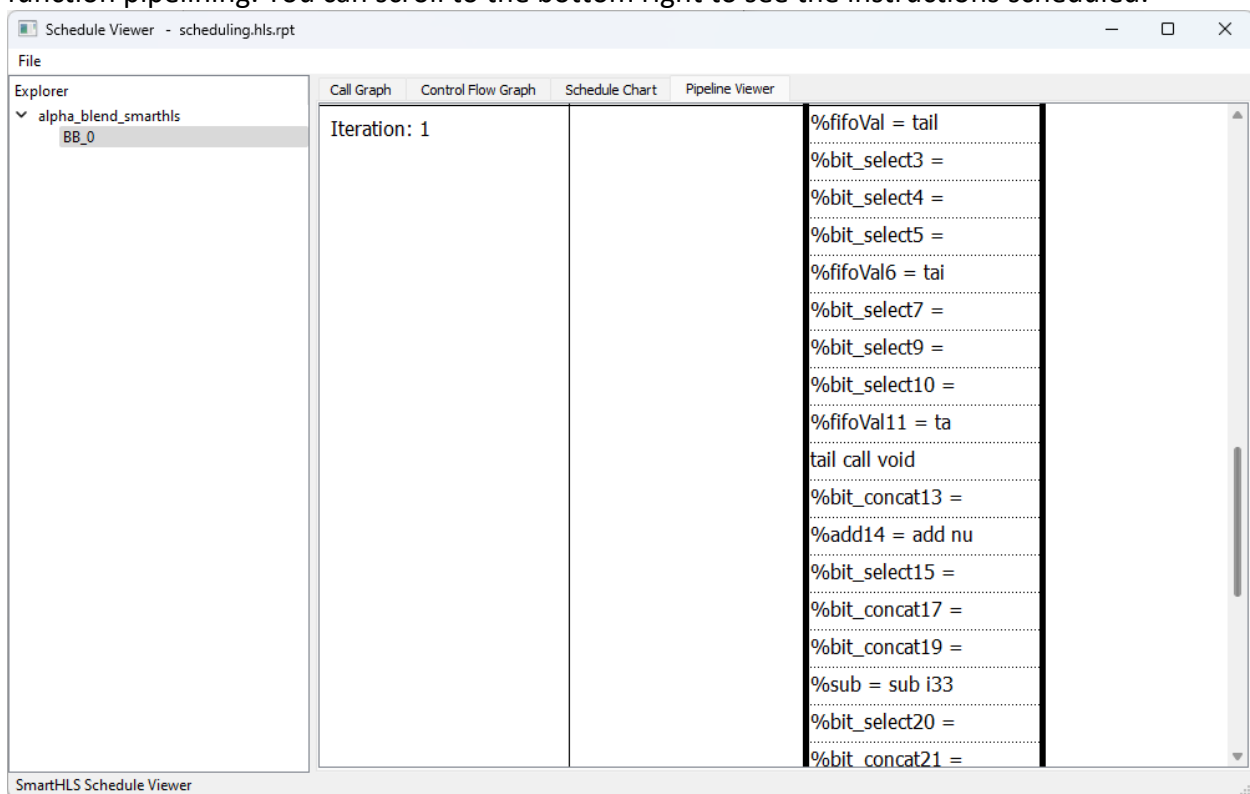 function pipelining. You can scroll to the bottom right to see the instructions scheduled.
Schedule Viewer - scheduling.hls.rpt
File
Explorer
Call Graph Control Flow Graph Schedule Chart Pipeline Viewer
alpha_blend_smarthls
BB_0
Iteration: 1
%fifoVal = tail
%bit_select3 =
%bit_select4 =
%bit_select5 =
%fifoVal6 = tai
%bit_select7 =
%bit_select9 =
%bit_select10 =
%fifoVal11 = ta
tail call void
%bit_concat13 =
%add14 = add nu
%bit_select15 =
%bit_concat17 =
%bit_concat19 =
%sub = sub i33
%bit_select20 =
%bit_concat21 =
SmartHLS Schedule Viewer